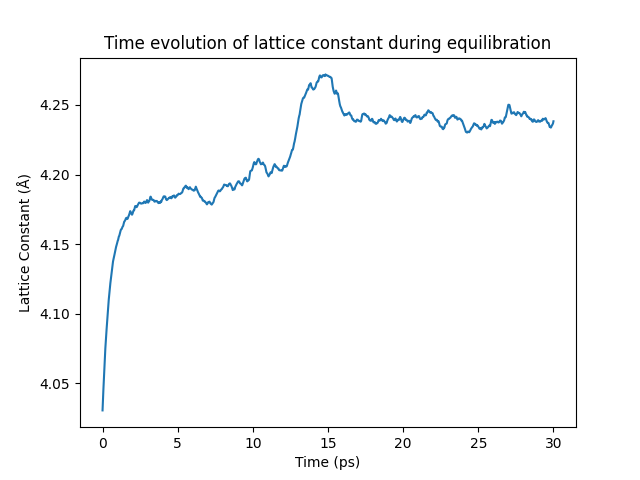 Time evolution of lattice constant during equilibration
Lattice Constant (Å)
4.25
4.20
4.15
4.10
4.05
0 5 10 15 20 25 30
Time (ps)